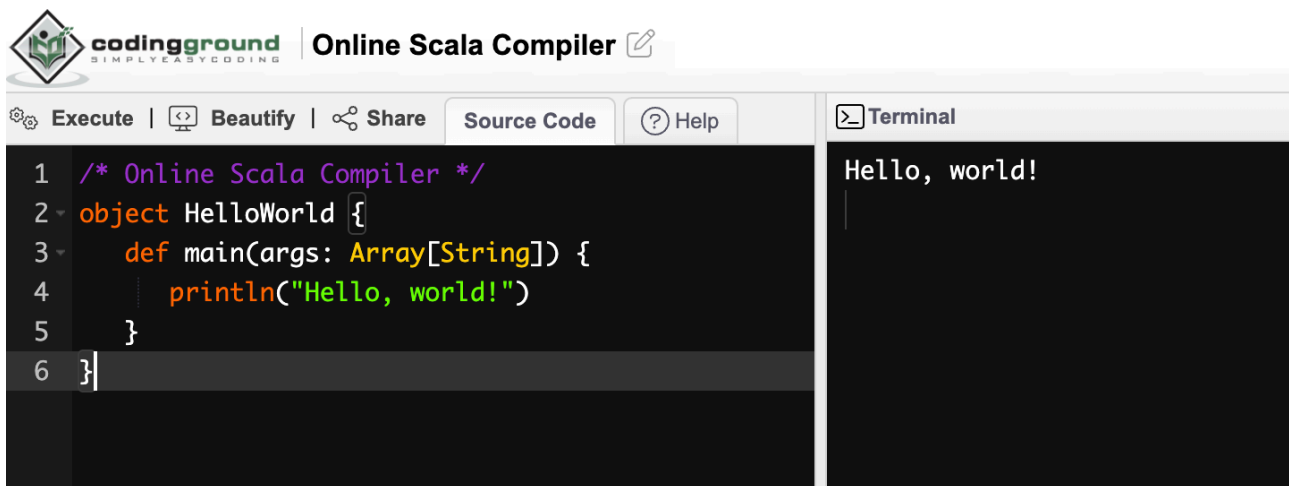 codingground
SIMPLYEASYCODING
Online Scala Compiler
Execute | Beautify | Share Source Code ? Help
1 /* Online Scala Compiler */
2 object HelloWorld {
3    def main(args: Array[String]) {
4       println("Hello, world!")
5    }
6 }
>_ Terminal
Hello, world!